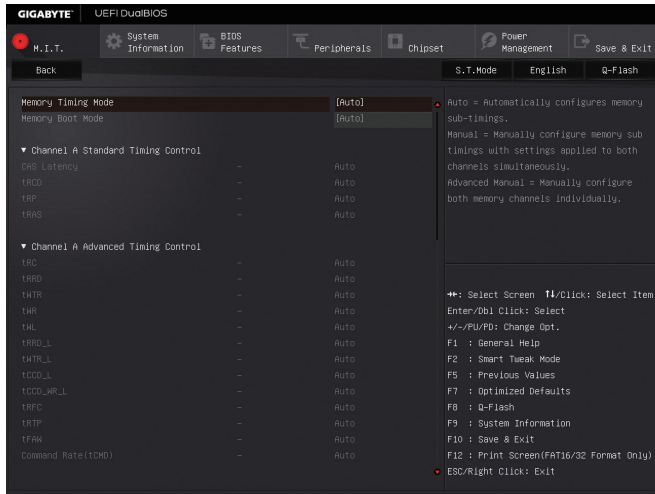 GIGABYTE™ UEFI DualBIOS
M.I.T. System Information BIOS Features Peripherals Chipset Power Management Save & Exit
Back S.T.Mode English Q-Flash
Memory Timing Mode [Auto]
Memory Boot Mode [Auto]
▼ Channel A Standard Timing Control
CAS Latency - Auto
tRCD - Auto
tRP - Auto
tRAS - Auto
▼ Channel A Advanced Timing Control
tRC - Auto
tRRD - Auto
tWTR - Auto
tWR - Auto
tWL - Auto
tRRD_L - Auto
tWTR_L - Auto
tCCD_L - Auto
tCCD_WR_L - Auto
tRFC - Auto
tRTP - Auto
tFAW - Auto
Command Rate(tCMD) - Auto
Auto = Automatically configures memory
sub-timings.
Manual = Manually configure memory sub
timings with settings applied to both
channels simultaneously.
Advanced Manual = Manually configure
both memory channels individually.
→←: Select Screen ↑↓/Click: Select Item
Enter/Dbl Click: Select
+/-/PU/PD: Change Opt.
F1 : General Help
F2 : Smart Tweak Mode
F5 : Previous Values
F7 : Optimized Defaults
F8 : Q-Flash
F9 : System Information
F10 : Save & Exit
F12 : Print Screen(FAT16/32 Format Only)
ESC/Right Click: Exit